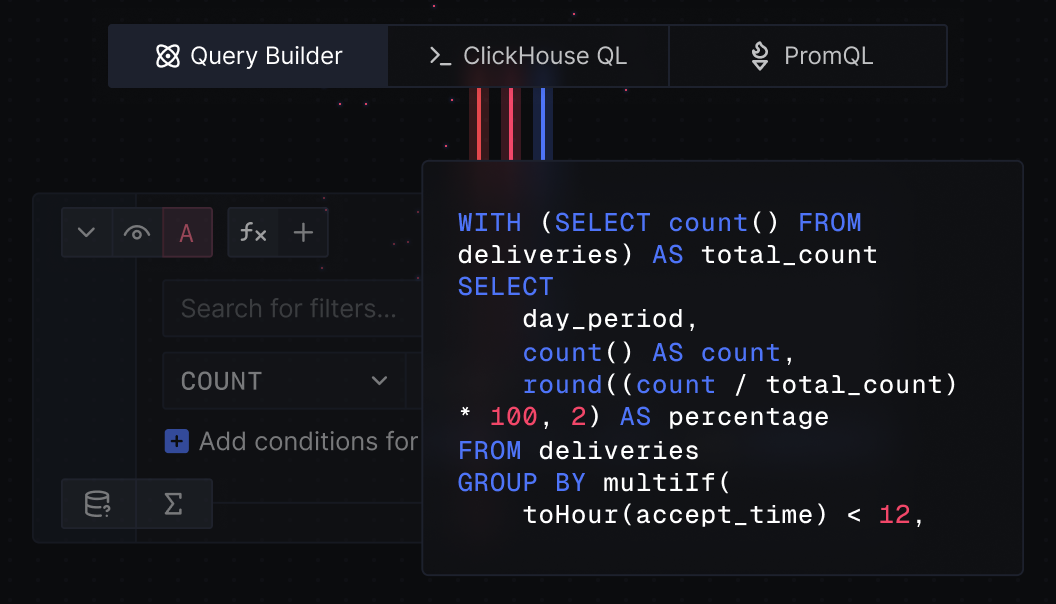 Query Builder
ClickHouse QL
PromQL
A
fx
+
Search for filters...
COUNT
+ Add conditions for
Σ
WITH (SELECT count() FROM
deliveries) AS total_count
SELECT
    day_period,
    count() AS count,
    round((count / total_count)
* 100, 2) AS percentage
FROM deliveries
GROUP BY multiIf(
    toHour(accept_time) < 12,